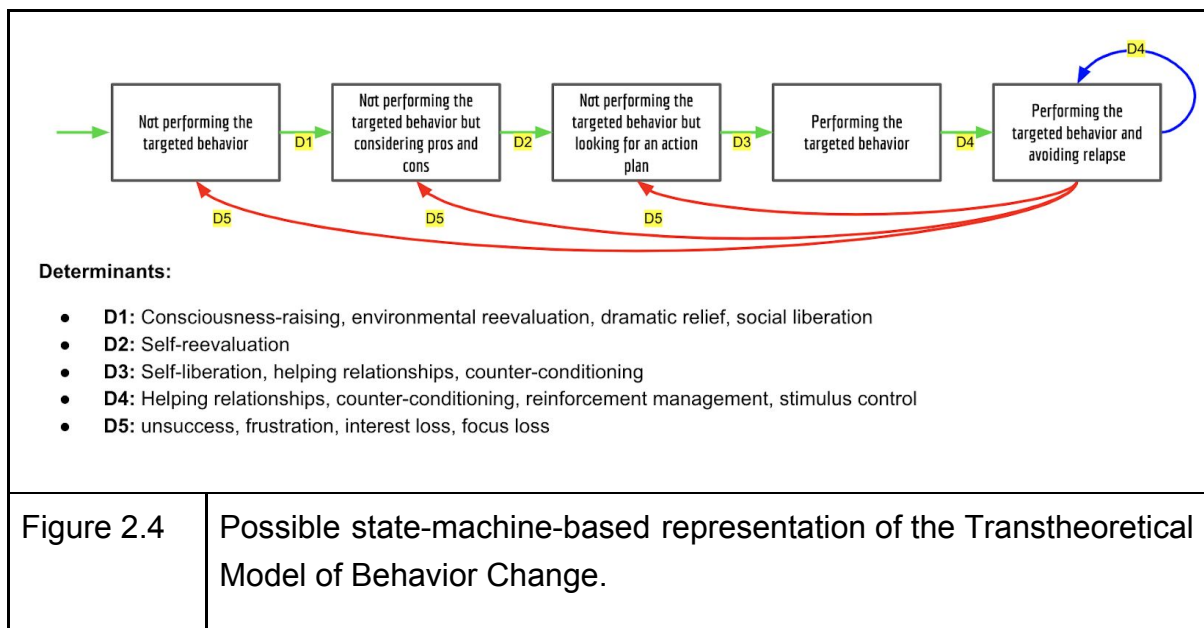 D4
Not performing the
targeted behavior
D1
Not performing the
targeted behavior but
considering pros and
cons
D2
Not performing the
targeted behavior but
looking for an action
plan
D3
Performing the
targeted behavior
D4
Performing the
targeted behavior and
avoiding relapse
D5
D5
D5
Determinants:
● D1: Consciousness-raising, environmental reevaluation, dramatic relief, social liberation
● D2: Self-reevaluation
● D3: Self-liberation, helping relationships, counter-conditioning
● D4: Helping relationships, counter-conditioning, reinforcement management, stimulus control
● D5: unsuccess, frustration, interest loss, focus loss
Figure 2.4
Possible state-machine-based representation of the Transtheoretical
Model of Behavior Change.